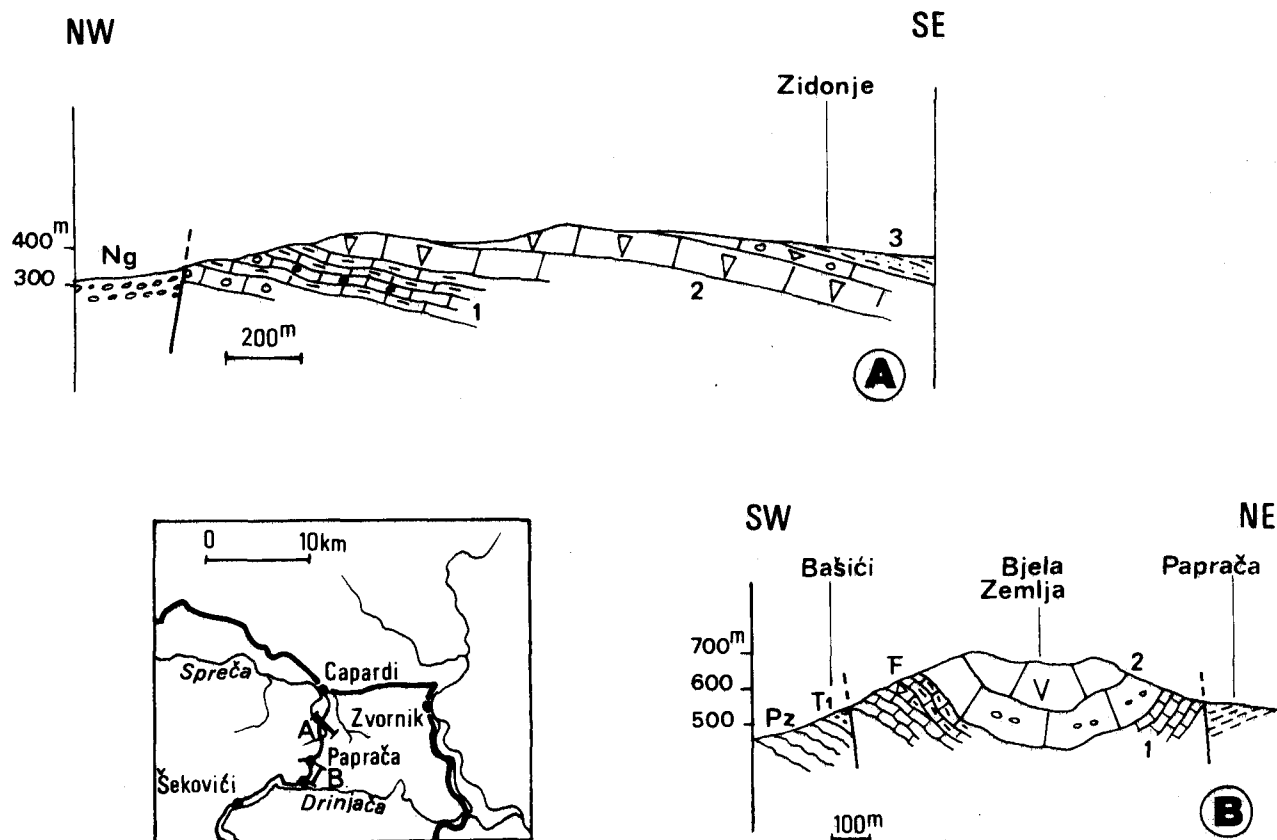 NW
SE
Zidonje
400m
300
Ng
3
2
1
200m
A
0 10km
Spreča
Capardi
Zvornik
A
Paprača
B
Šekovići
Drinjača
SW
NE
Bašići
Bjela
Zemlja
Paprača
700m
600
500
Pz
T1
F
V
2
1
100m
B